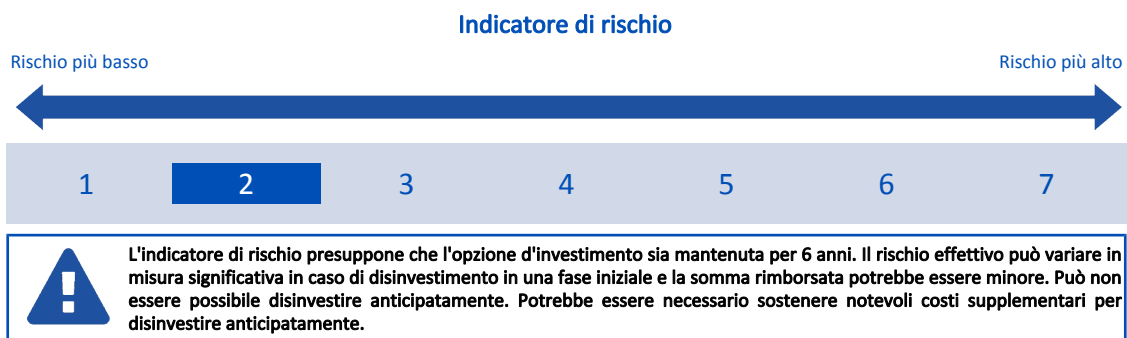 Indicatore di rischio
Rischio più basso
Rischio più alto
1 2 3 4 5 6 7
L'indicatore di rischio presuppone che l'opzione d'investimento sia mantenuta per 6 anni. Il rischio effettivo può variare in
misura significativa in caso di disinvestimento in una fase iniziale e la somma rimborsata potrebbe essere minore. Può non
essere possibile disinvestire anticipatamente. Potrebbe essere necessario sostenere notevoli costi supplementari per
disinvestire anticipatamente.